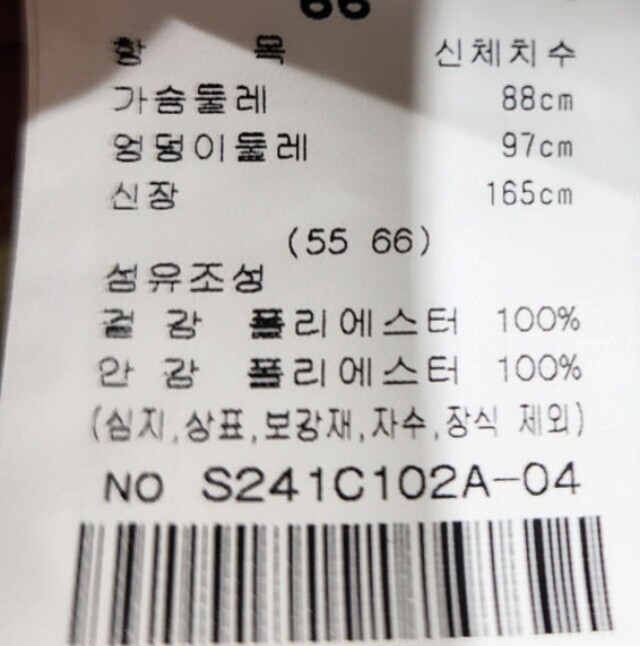 66
항 목 신체치수
가슴둘레 88cm
엉덩이둘레 97cm
신장 165cm
(55 66)
섬유조성
겉 감 폴리에스터 100%
안 감 폴리에스터 100%
(심지,상표,보강재,자수,장식 제외)
NO S241C102A-04